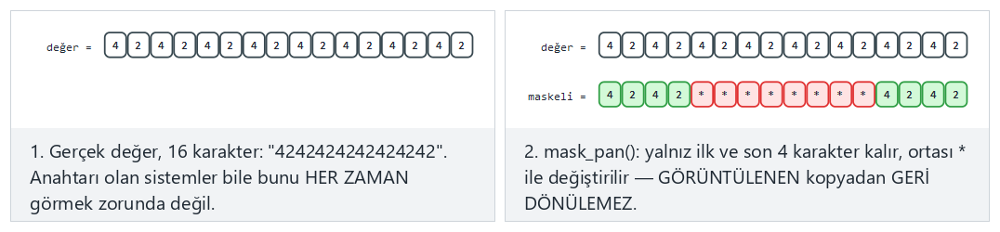 değer = 4 2 4 2 4 2 4 2 4 2 4 2 4 2 4 2
1. Gerçek değer, 16 karakter: "4242424242424242".
Anahtarı olan sistemler bile bunu HER ZAMAN
görmek zorunda değil.
değer = 4 2 4 2 4 2 4 2 4 2 4 2 4 2 4 2
maskeli = 4 2 4 2 * * * * * * * * 4 2 4 2
2. mask_pan(): yalnız ilk ve son 4 karakter kalır, ortası *
ile değiştirilir — GÖRÜNTÜLENEN kopyadan GERİ
DÖNÜLEMEZ.